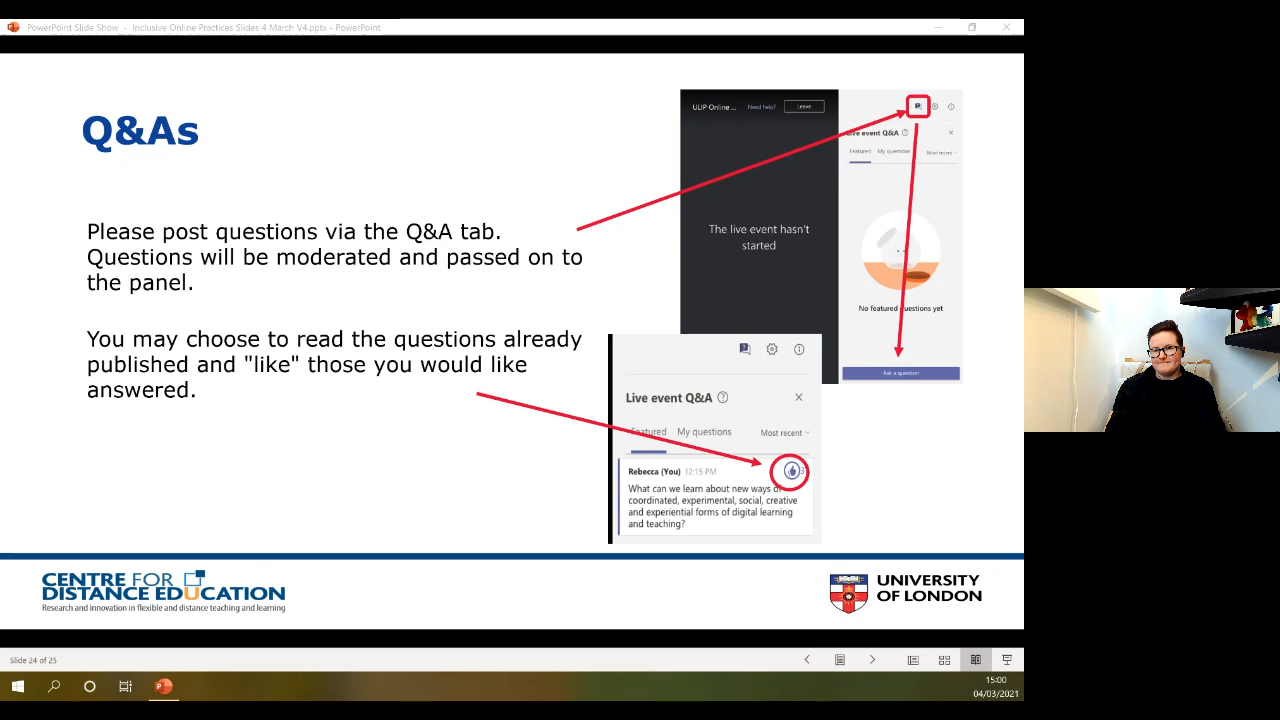 PowerPoint Slide Show - Inclusive Online Practices Slides 4 March V4.pptx - PowerPoint
Q&As
Please post questions via the Q&A tab.
Questions will be moderated and passed on to
the panel.
You may choose to read the questions already
published and "like" those you would like
answered.
ULIP Online ...
Need help?
Leave
The live event hasn't
started
Live event Q&A
Featured
My questions
Most recent
No featured questions yet
Ask a question
Live event Q&A
Featured
My questions
Most recent
Rebecca (You) 12:15 PM
3
What can we learn about new ways of
coordinated, experimental, social, creative
and experiential forms of digital learning
and teaching?
CENTRE FOR
DISTANCE EDUCATION
Research and innovation in flexible and distance teaching and learning
UNIVERSITY
OF LONDON
Slide 24 of 25
15:00
04/03/2021